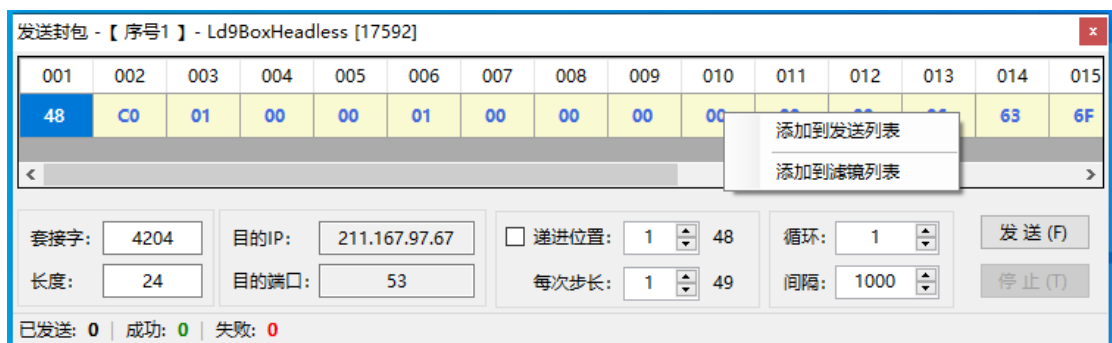 发送封包 -【 序号1 】- Ld9BoxHeadless [17592]
x
001 002 003 004 005 006 007 008 009 010 011 012 013 014 015
48 C0 01 00 00 01 00 00 00 00 63 6F
添加到发送列表
添加到滤镜列表
套接字: 4204 目的IP: 211.167.97.67 递进位置: 1 48 循环: 1 发 送 (F)
长度: 24 目的端口: 53 每次步长: 1 49 间隔: 1000 停 止 (T)
已发送: 0 | 成功: 0 | 失败: 0